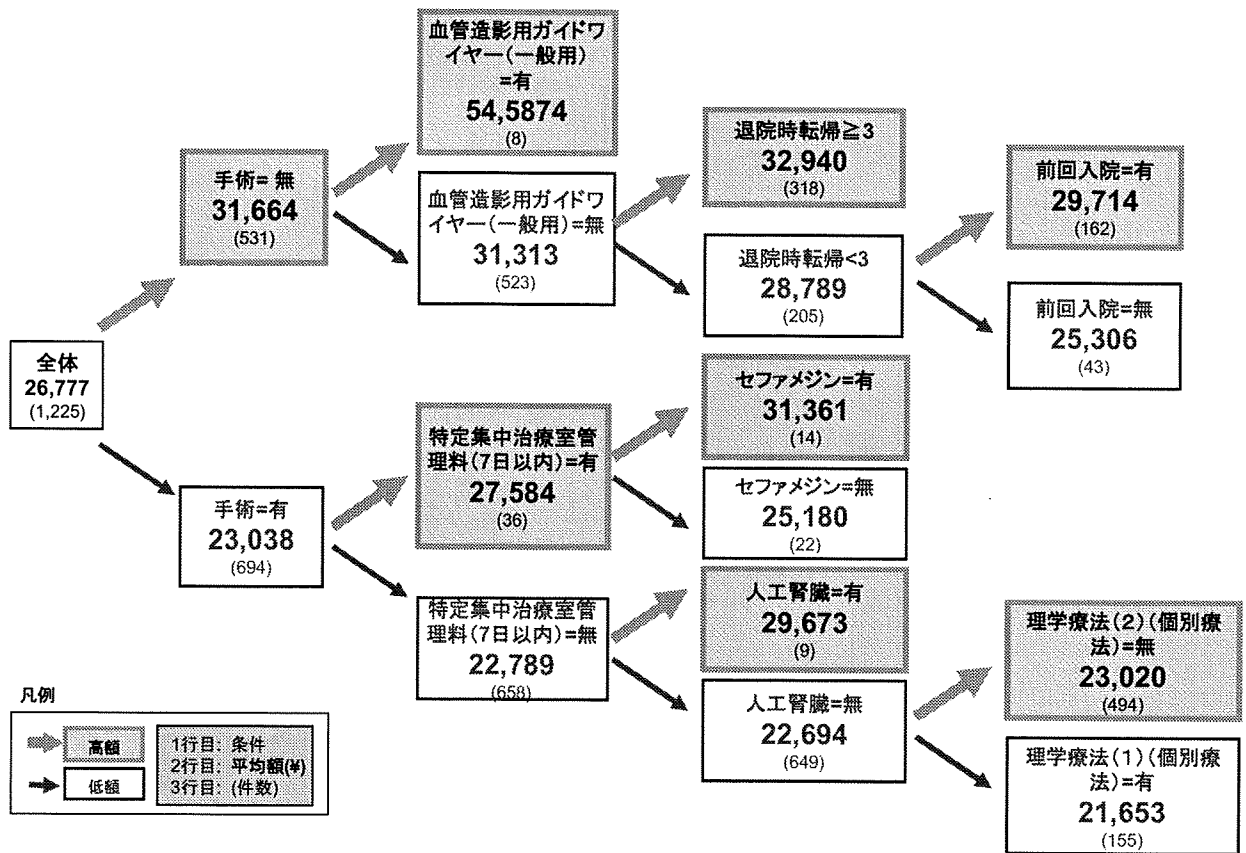 血管造影用ガイドワ
イヤー(一般用)
=有
54,5874
(8)
手術= 無
31,664
(531)
血管造影用ガイドワ
イヤー(一般用)=無
31,313
(523)
退院時転帰≧3
32,940
(318)
退院時転帰<3
28,789
(205)
前回入院=有
29,714
(162)
前回入院=無
25,306
(43)
全体
26,777
(1,225)
手術=有
23,038
(694)
特定集中治療室管
理料(7日以内)=有
27,584
(36)
セファメジン=有
31,361
(14)
セファメジン=無
25,180
(22)
特定集中治療室管
理料(7日以内)=無
22,789
(658)
人工腎臓=有
29,673
(9)
人工腎臓=無
22,694
(649)
理学療法(2)(個別療
法)=無
23,020
(494)
理学療法(1)(個別療
法)=有
21,653
(155)
凡例
高額
低額
1行目: 条件
2行目: 平均額(¥)
3行目: (件数)